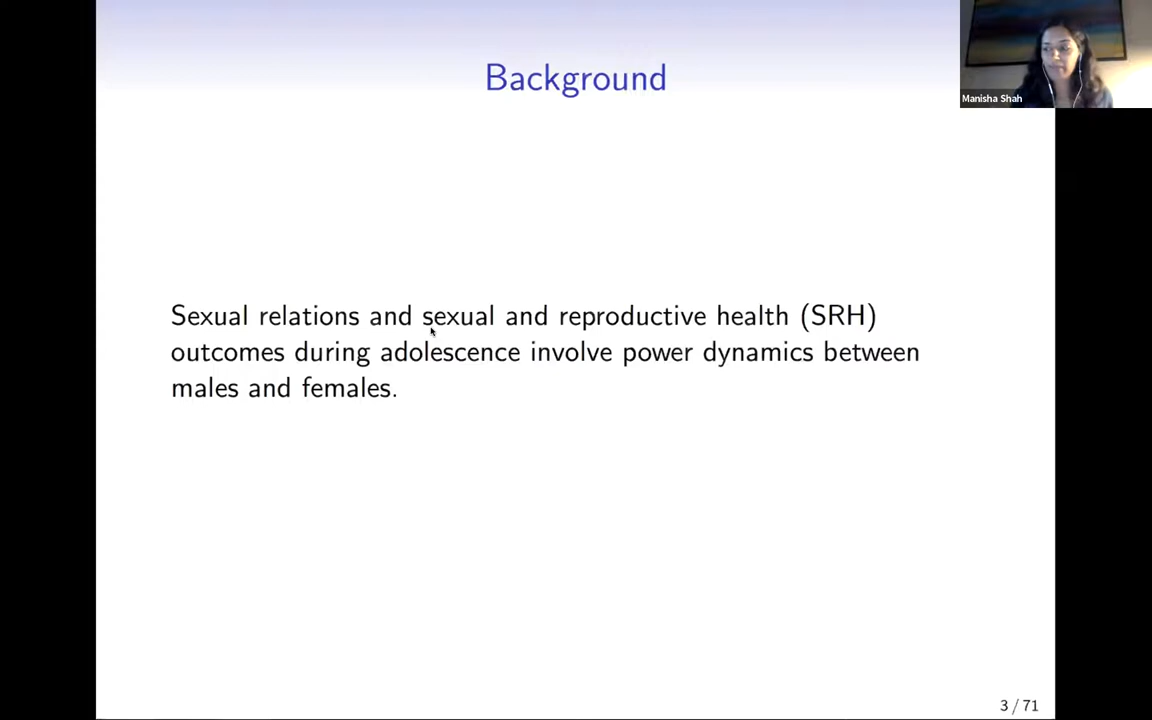 Background
Manisha Shah
Sexual relations and sexual and reproductive health (SRH)
outcomes during adolescence involve power dynamics between
males and females.
3 / 71